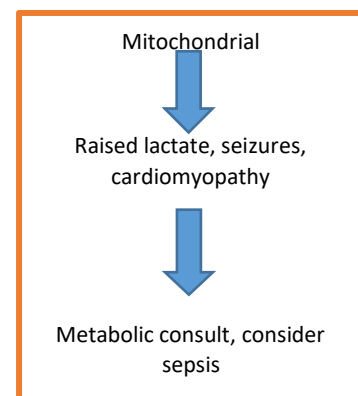 Mitochondrial
Raised lactate, seizures,
cardiomyopathy
Metabolic consult, consider
sepsis